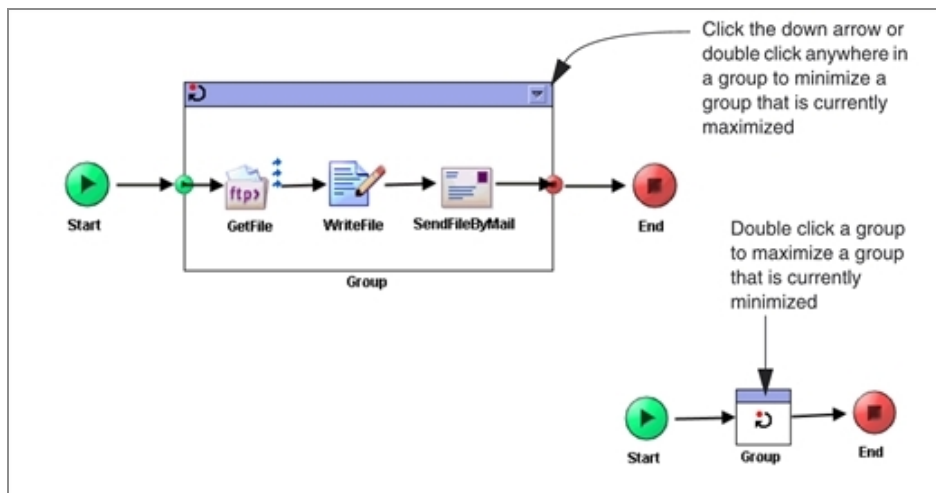 Click the down arrow or
double click anywhere in
a group to minimize a
group that is currently
maximized
Start
ftp>
GetFile
WriteFile
SendFileByMail
End
Group
Double click a group
to maximize a group
that is currently
minimized
Start
Group
End